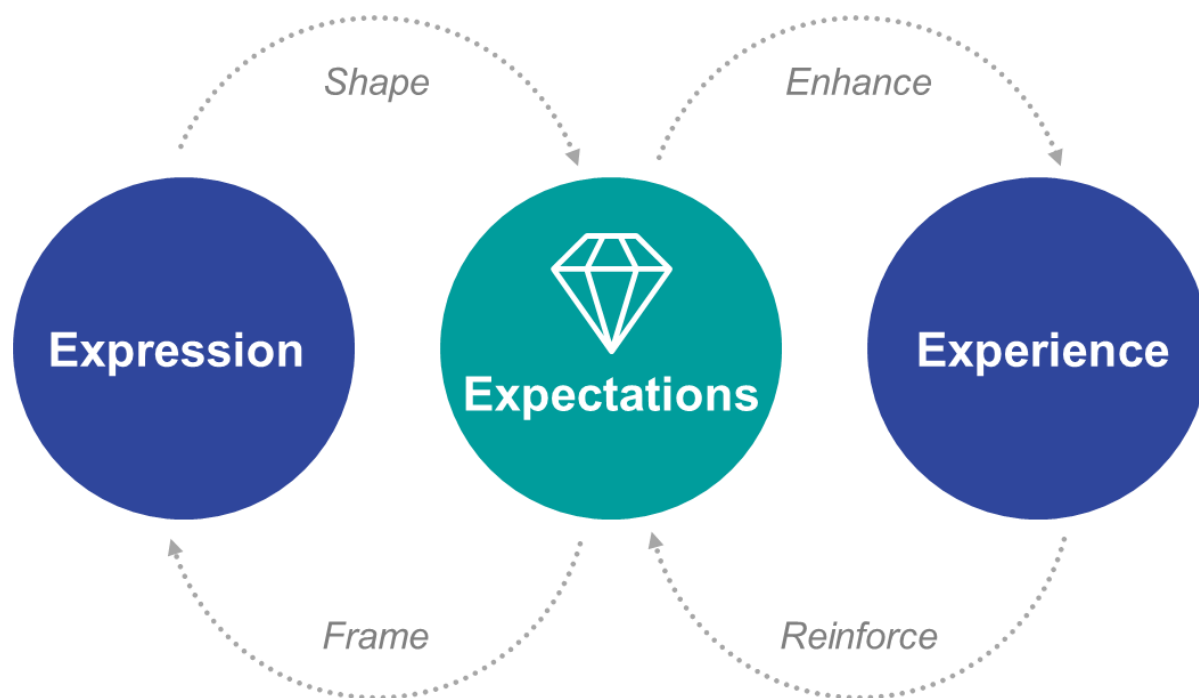 Shape
Enhance
Expression
Expectations
Experience
Frame
Reinforce